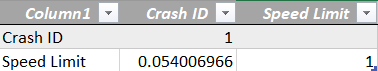 Column1 Crash ID Speed Limit
Crash ID 1
Speed Limit 0.054006966 1